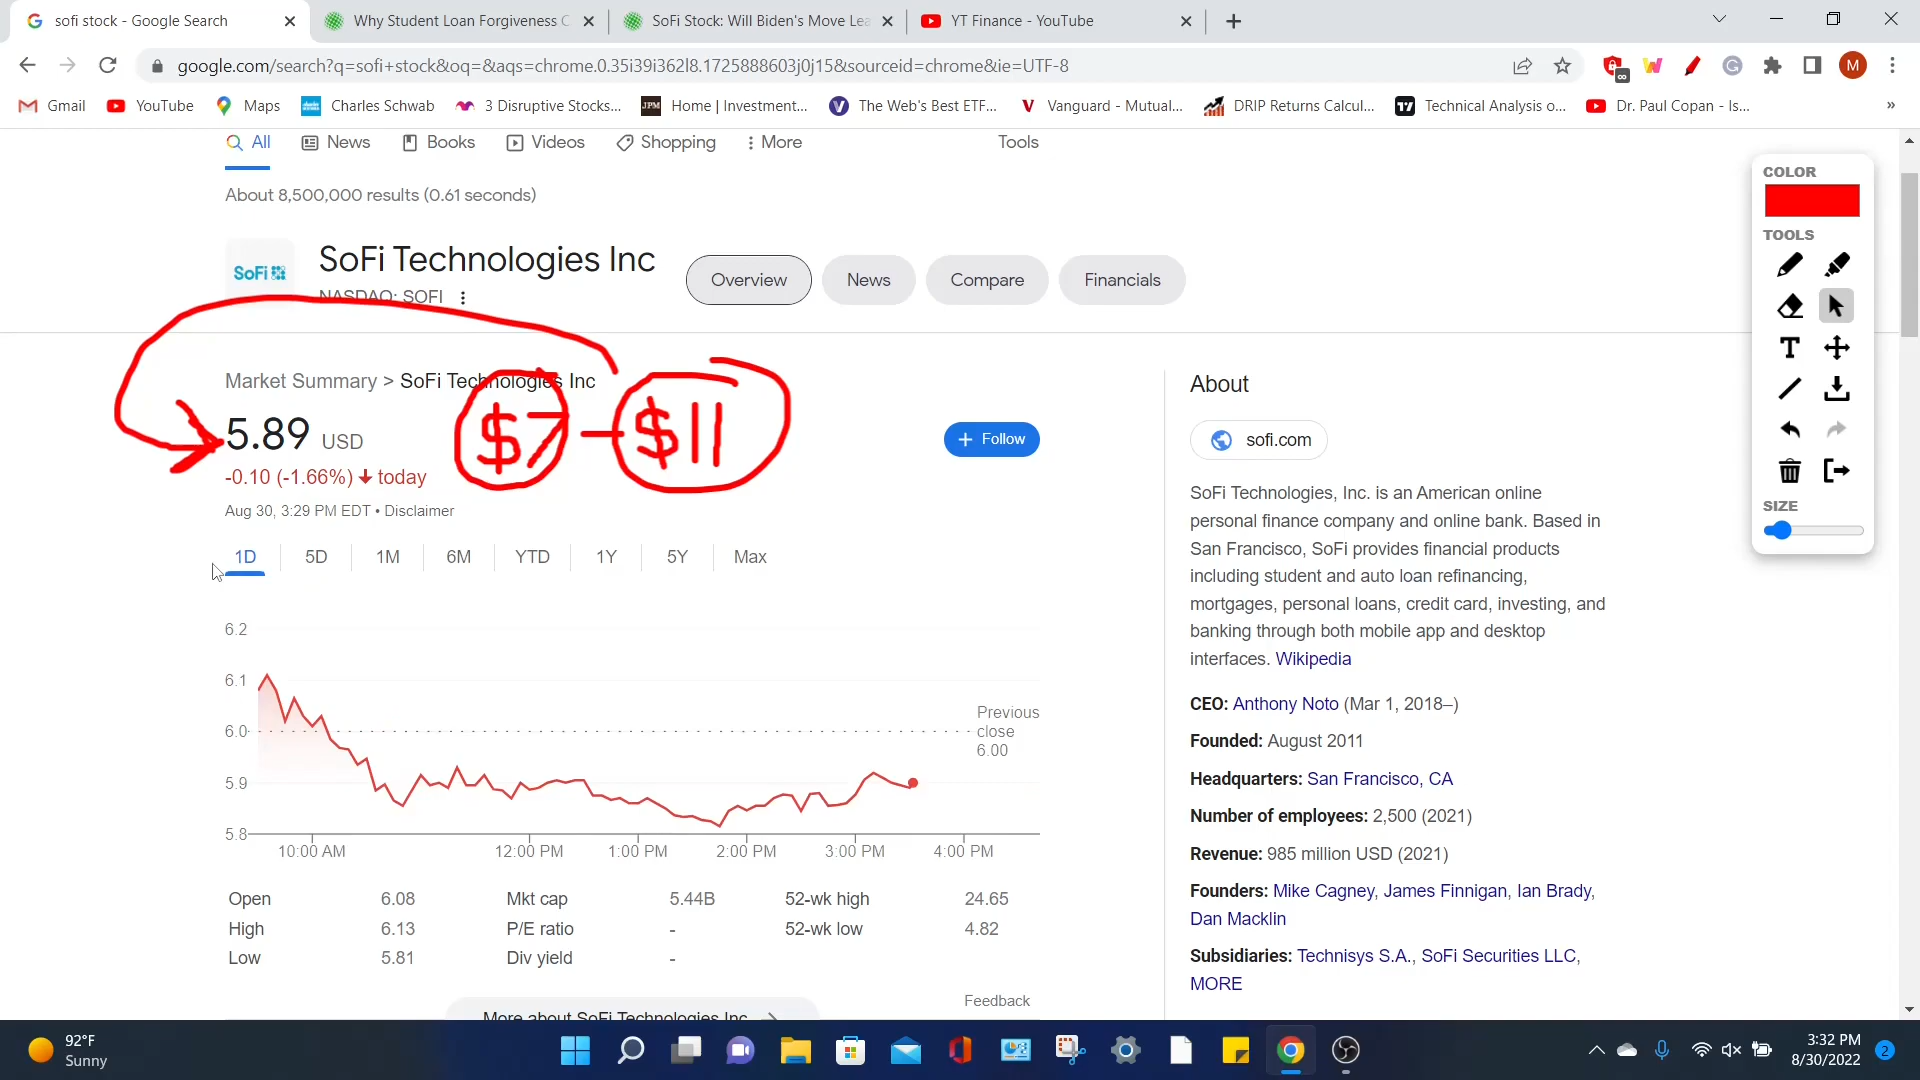 sofi stock - Google Search
Why Student Loan Forgiveness C
SoFi Stock: Will Biden's Move Lea
YT Finance - YouTube
google.com/search?q=sofi+stock&oq=&aqs=chrome.0.35i39i362l8.1725888603j0j15&sourceid=chrome&ie=UTF-8
M
Gmail
YouTube
Maps
Charles Schwab
3 Disruptive Stocks...
JPM Home | Investment...
The Web's Best ETF...
Vanguard - Mutual...
DRIP Returns Calcul...
Technical Analysis o...
Dr. Paul Copan - Is...
»
All
News
Books
Videos
Shopping
More
Tools
About 8,500,000 results (0.61 seconds)
SoFi
SoFi Technologies Inc
NASDAQ: SOFI
Overview
News
Compare
Financials
Market Summary > SoFi Technologies Inc
5.89 USD
$7 - $11
-0.10 (-1.66%) today
Aug 30, 3:29 PM EDT • Disclaimer
+ Follow
1D
5D
1M
6M
YTD
1Y
5Y
Max
6.2
6.1
6.0
5.9
5.8
Previous
close
6.00
10:00 AM
12:00 PM
1:00 PM
2:00 PM
3:00 PM
4:00 PM
Open 6.08
Mkt cap 5.44B
52-wk high 24.65
High 6.13
P/E ratio -
52-wk low 4.82
Low 5.81
Div yield -
Feedback
More about SoFi Technologies Inc
About
sofi.com
SoFi Technologies, Inc. is an American online
personal finance company and online bank. Based in
San Francisco, SoFi provides financial products
including student and auto loan refinancing,
mortgages, personal loans, credit card, investing, and
banking through both mobile app and desktop
interfaces. Wikipedia
CEO: Anthony Noto (Mar 1, 2018–)
Founded: August 2011
Headquarters: San Francisco, CA
Number of employees: 2,500 (2021)
Revenue: 985 million USD (2021)
Founders: Mike Cagney, James Finnigan, Ian Brady,
Dan Macklin
Subsidiaries: Technisys S.A., SoFi Securities LLC,
MORE
COLOR
TOOLS
T
SIZE
92°F
Sunny
3:32 PM
8/30/2022
2